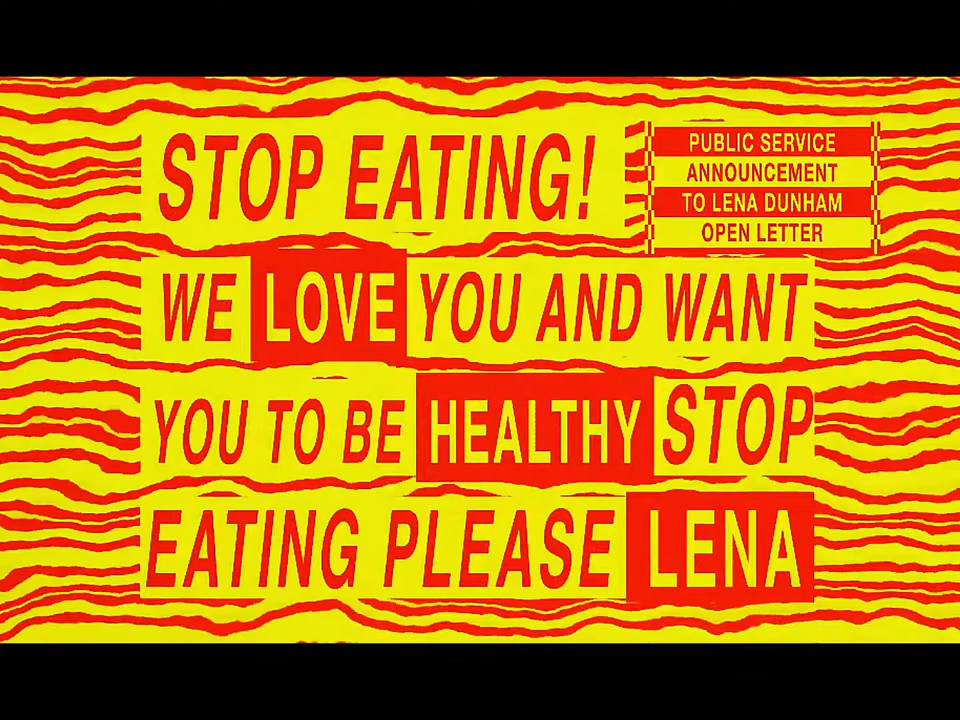 STOP EATING!
PUBLIC SERVICE
ANNOUNCEMENT
TO LENA DUNHAM
OPEN LETTER
WE LOVE YOU AND WANT
YOU TO BE HEALTHY STOP
EATING PLEASE LENA